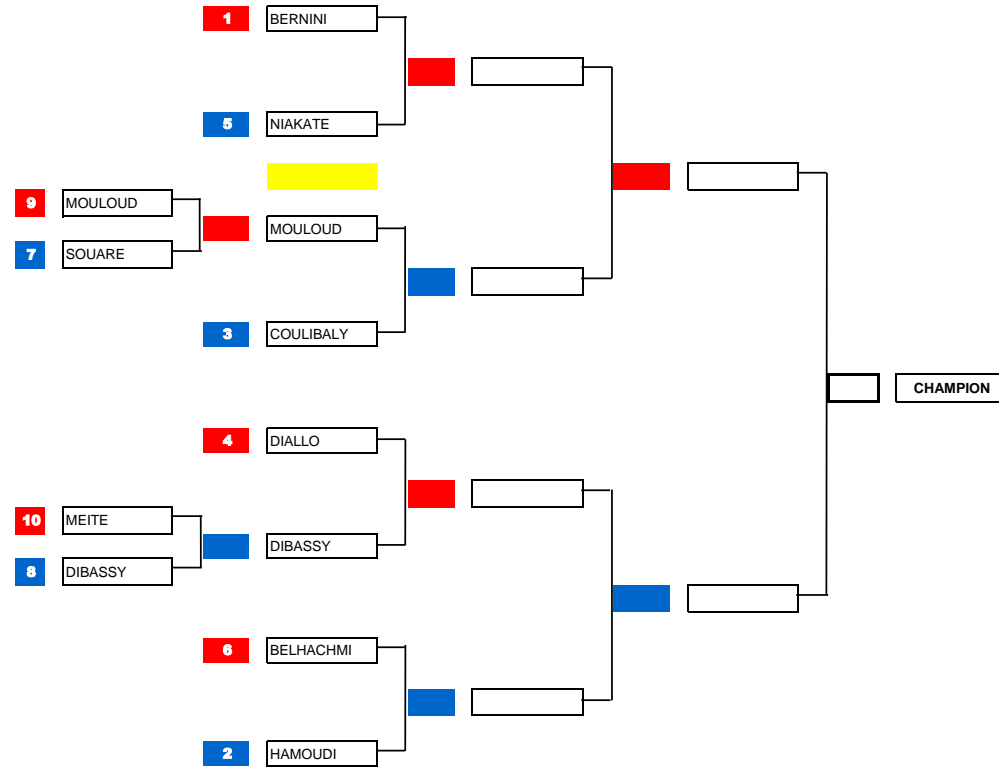 1 BERNINI
5 NIAKATE
9 MOULOUD
MOULOUD
7 SOUARE
3 COULIBALY
CHAMPION
4 DIALLO
10 MEITE
DIBASSY
8 DIBASSY
6 BELHACHMI
2 HAMOUDI